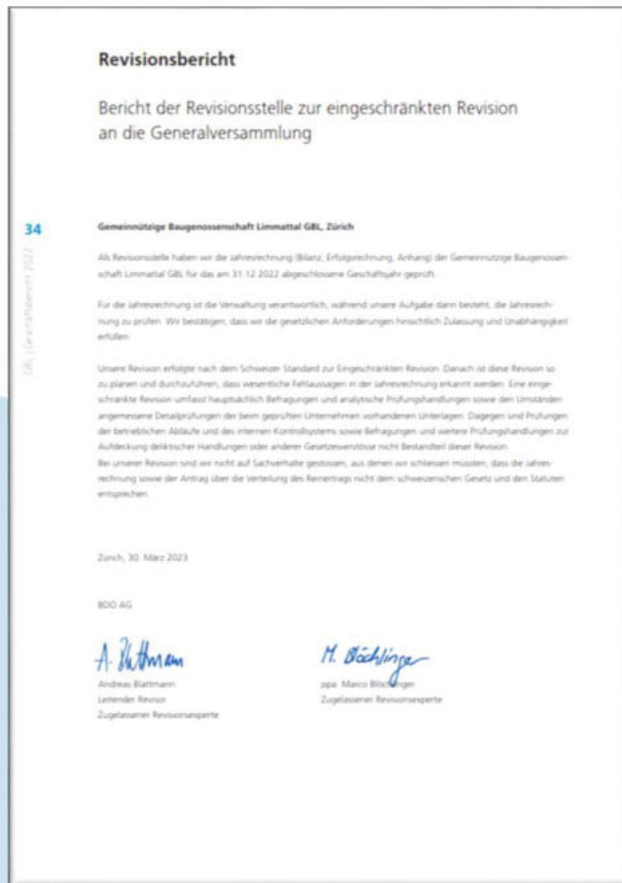 Revisionsbericht
Bericht der Revisionsstelle zur eingeschränkten Revision
an die Generalversammlung
34
GBL | Geschäftsbericht 2022
Gemeinnützige Baugenossenschaft Limmattal GBL, Zürich
Als Revisionsstelle haben wir die Jahresrechnung (Bilanz, Erfolgsrechnung, Anhang) der Gemeinnützige Baugenossen-
schaft Limmattal GBL für das am 31.12.2022 abgeschlossene Geschäftsjahr geprüft.
Für die Jahresrechnung ist die Verwaltung verantwortlich, während unsere Aufgabe darin besteht, die Jahresrech-
nung zu prüfen. Wir bestätigen, dass wir die gesetzlichen Anforderungen hinsichtlich Zulassung und Unabhängigkeit
erfüllen.
Unsere Revision erfolgte nach dem Schweizer Standard zur Eingeschränkten Revision. Danach ist diese Revision so
zu planen und durchzuführen, dass wesentliche Fehlaussagen in der Jahresrechnung erkannt werden. Eine einge-
schränkte Revision umfasst hauptsächlich Befragungen und analytische Prüfungshandlungen sowie den Umständen
angemessene Detailprüfungen der beim geprüften Unternehmen vorhandenen Unterlagen. Dagegen sind Prüfungen
der betrieblichen Abläufe und des internen Kontrollsystems sowie Befragungen und weitere Prüfungshandlungen zur
Aufdeckung deliktischer Handlungen oder anderer Gesetzesverstösse nicht Bestandteil dieser Revision.
Bei unserer Revision sind wir nicht auf Sachverhalte gestossen, aus denen wir schliessen müssten, dass die Jahres-
rechnung sowie der Antrag über die Verteilung des Reinertrags nicht dem schweizerischen Gesetz und den Statuten
entsprechen.
Zürich, 30. März 2023
BDO AG
A. Blattmann
M. Blöchlinger
Andreas Blattmann
ppa. Marco Blöchlinger
Leitender Revisor
Zugelassener Revisionsexperte
Zugelassener Revisionsexperte